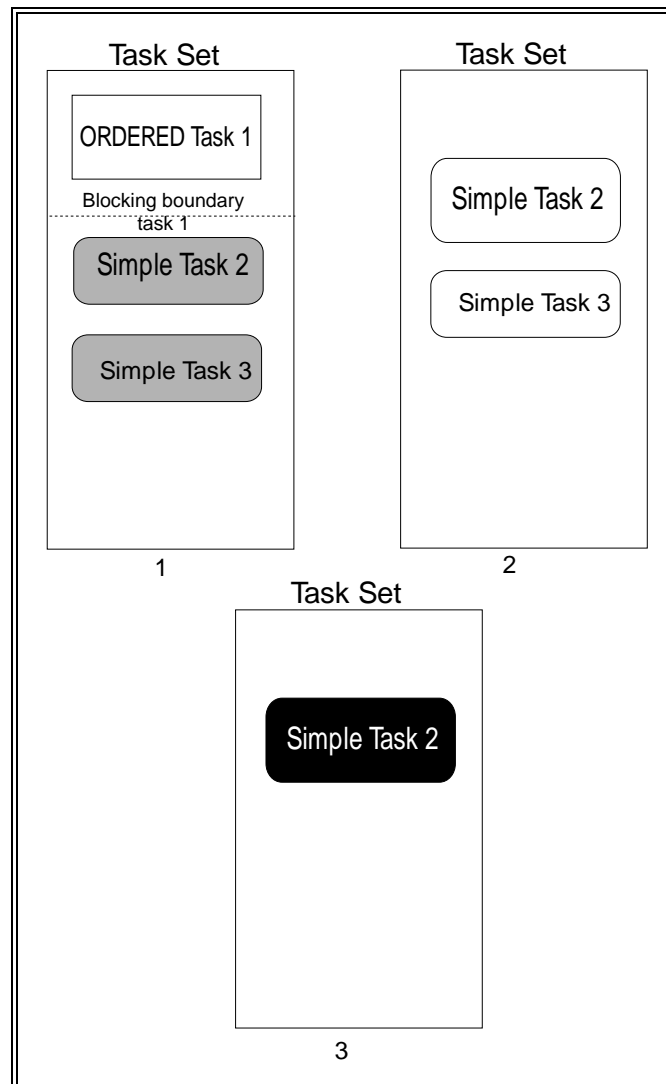 Task Set
ORDERED Task 1
Blocking boundary
task 1
Simple Task 2
Simple Task 3
1
Task Set
Simple Task 2
Simple Task 3
2
Task Set
Simple Task 2
3